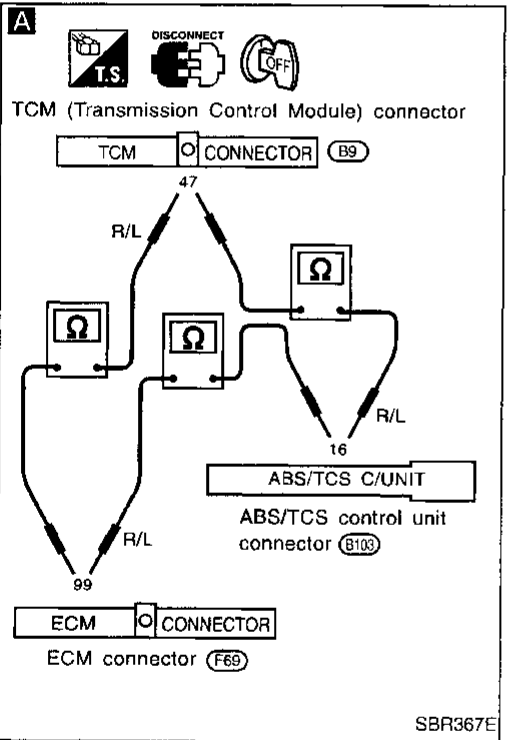 A
T.S.
DISCONNECT
OFF
TCM (Transmission Control Module) connector
TCM CONNECTOR B9
47
R/L
Ω
Ω
Ω
R/L
16
ABS/TCS C/UNIT
ABS/TCS control unit
connector B103
R/L
99
ECM CONNECTOR
ECM connector F69
SBR367E